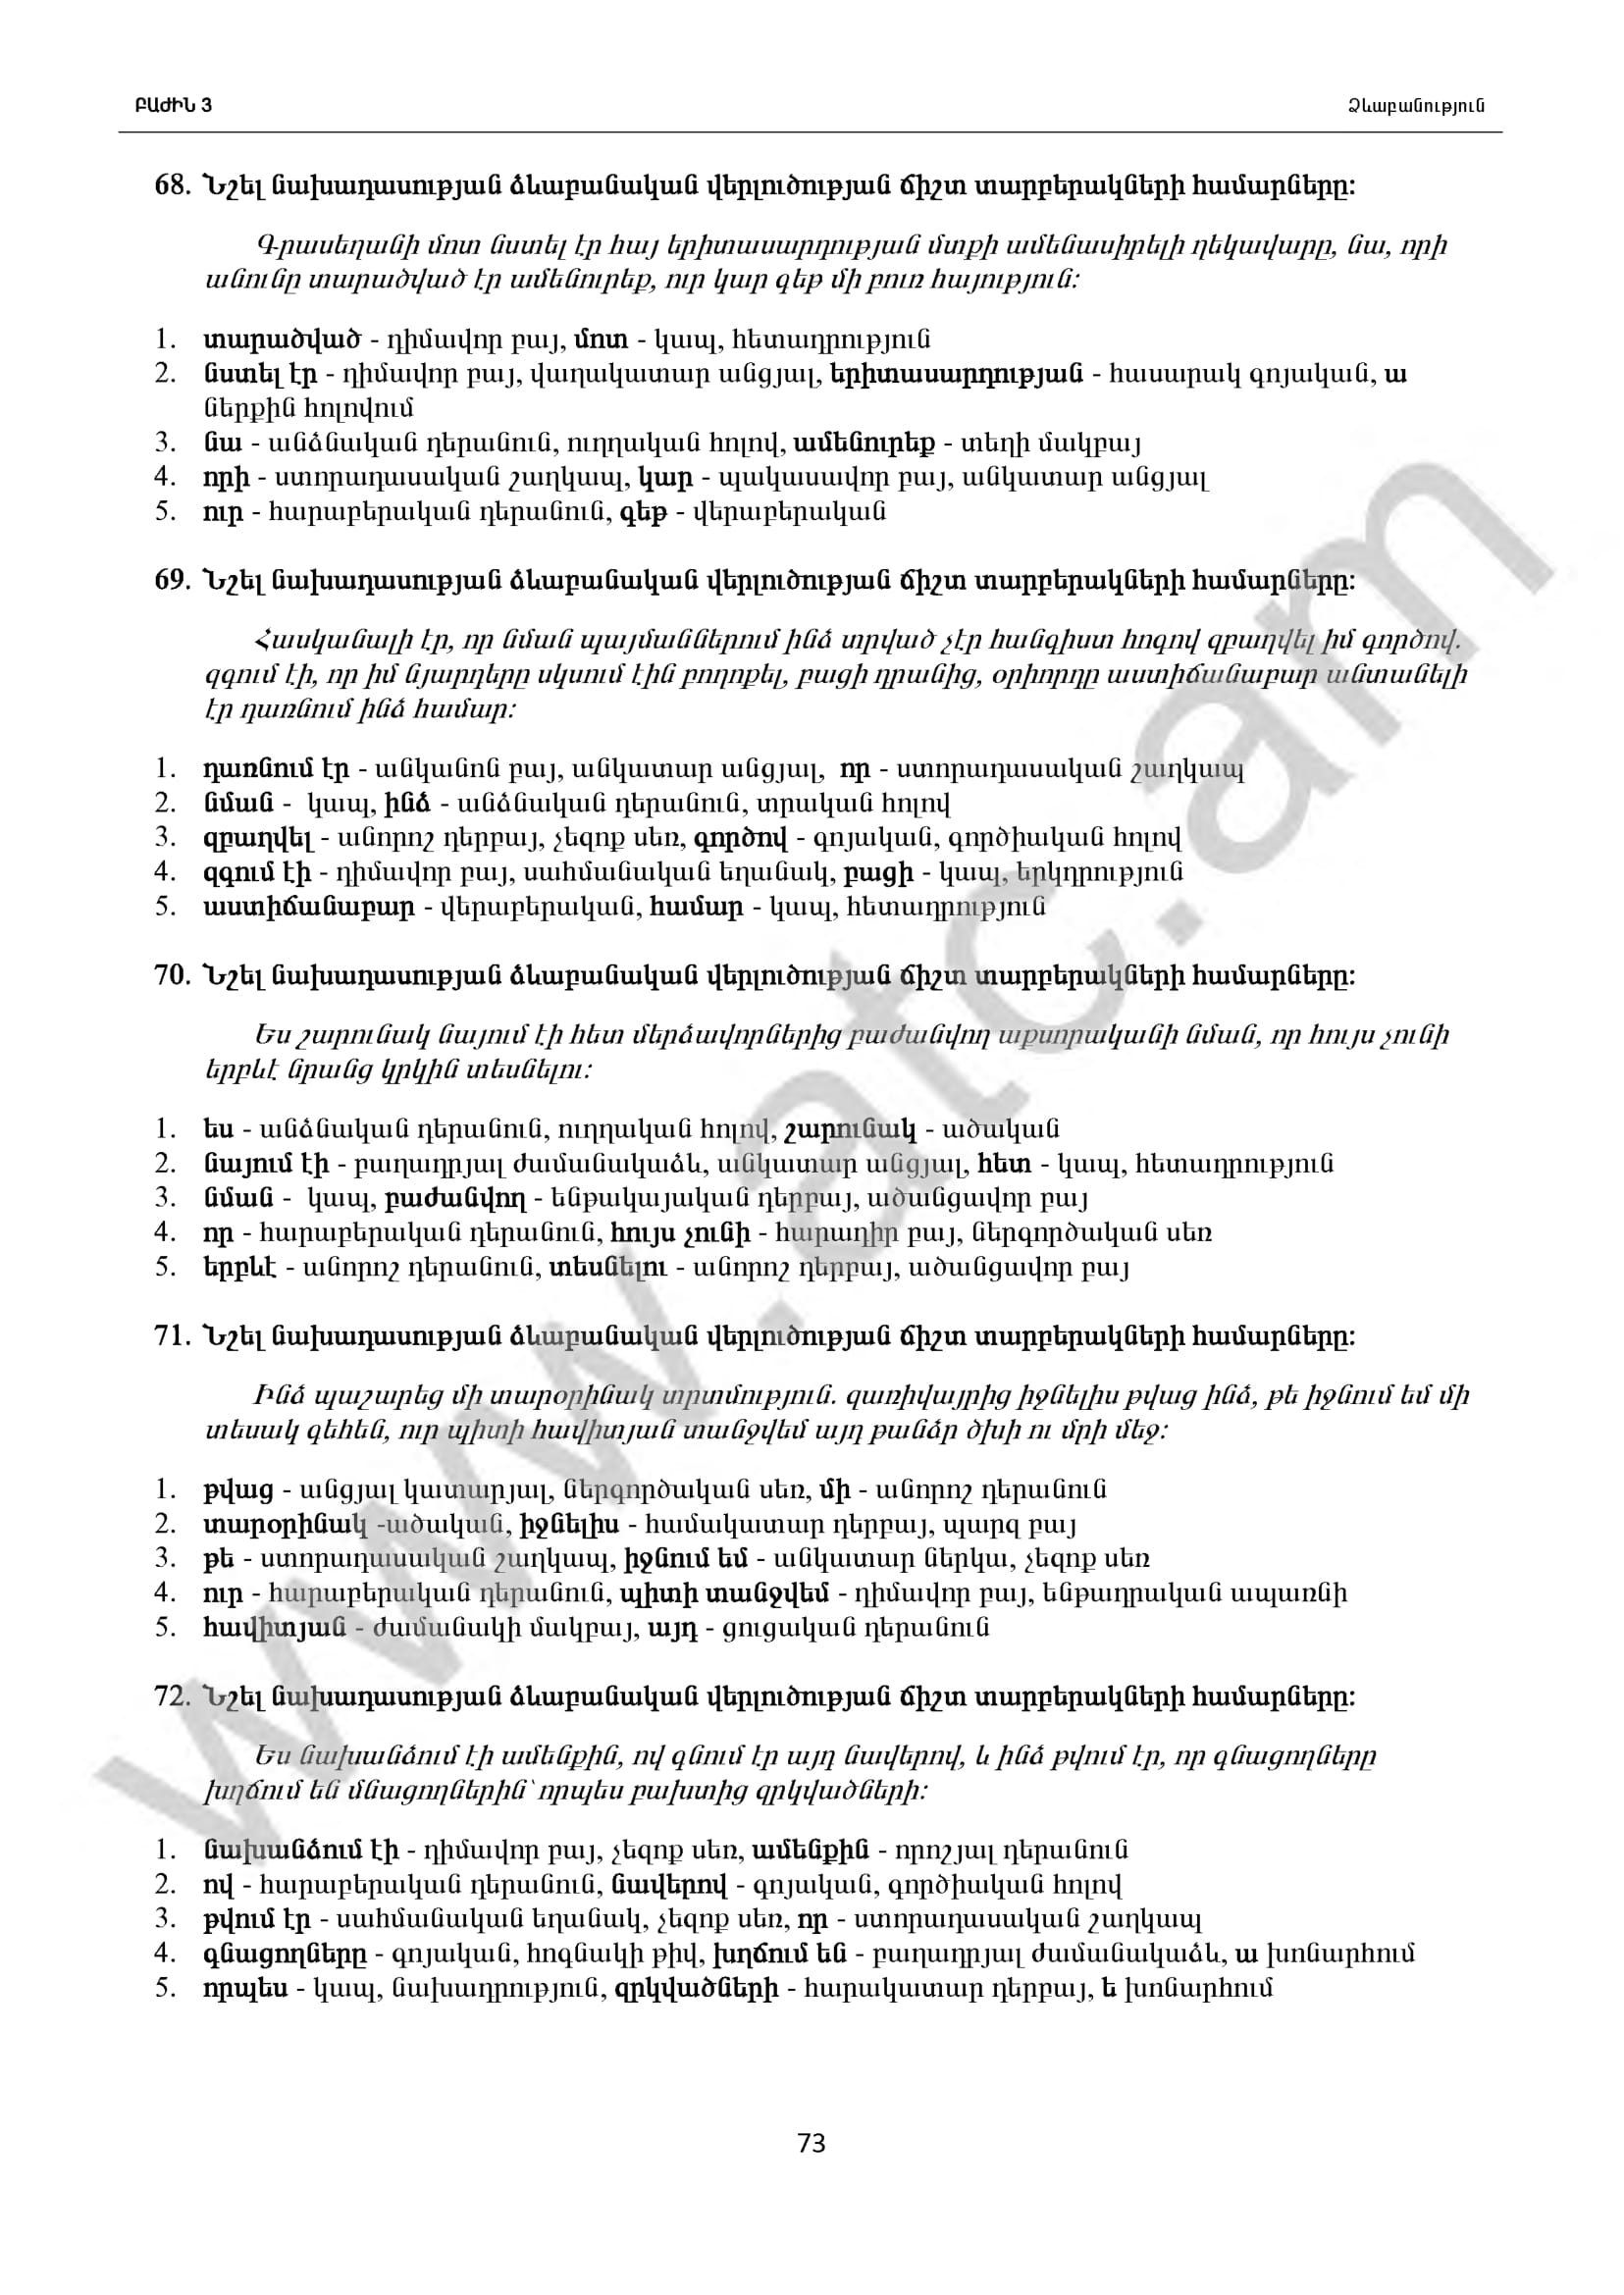 ԲԱԺԻՆ 3
Ձևաբանություն
68. Նշել նախադասության ձևաբանական վերլուծության ճիշտ տարբերակների համարները:
Գրասեղանի մոտ նստել էր հայ երիտասարդության մտքի ամենասիրելի ղեկավարը, նա, որի
անունը տարածված էր ամենուրեք, ուր կար գեթ մի բուռ հայություն:
1. տարածված - դիմավոր բայ, մոտ - կապ, հետադրություն
2. նստել էր - դիմավոր բայ, վաղակատար անցյալ, երիտասարդության - հասարակ գոյական, ա
ներքին հոլովում
3. նա - անձնական դերանուն, ուղղական հոլով, ամենուրեք - տեղի մակբայ
4. որի - ստորադասական շաղկապ, կար - պակասավոր բայ, անկատար անցյալ
5. ուր - հարաբերական դերանուն, գեթ - վերաբերական
69. Նշել նախադասության ձևաբանական վերլուծության ճիշտ տարբերակների համարները:
Հասկանալի էր, որ նման պայմաններում ինձ տրված չէր հանգիստ հոգով զբաղվել իմ գործով.
զգում էի, որ իմ նյարդերը սկսում էին բողոքել, բացի դրանից, օրիորդը աստիճանաբար անտանելի
էր դառնում ինձ համար:
1. դառնում էր - անկանոն բայ, անկատար անցյալ, որ - ստորադասական շաղկապ
2. նման - կապ, ինձ - անձնական դերանուն, տրական հոլով
3. զբաղվել - անորոշ դերբայ, չեզոք սեռ, գործով - գոյական, գործիական հոլով
4. զգում էի - դիմավոր բայ, սահմանական եղանակ, բացի - կապ, երկդրություն
5. աստիճանաբար - վերաբերական, համար - կապ, հետադրություն
70. Նշել նախադասության ձևաբանական վերլուծության ճիշտ տարբերակների համարները:
Ես շարունակ նայում էի հետ մերձավորներից բաժանվող աքսորականի նման, որ հույս չունի
երբևէ նրանց կրկին տեսնելու:
1. ես - անձնական դերանուն, ուղղական հոլով, շարունակ - ածական
2. նայում էի - բաղադրյալ ժամանակաձև, անկատար անցյալ, հետ - կապ, հետադրություն
3. նման - կապ, բաժանվող - ենթակայական դերբայ, ածանցավոր բայ
4. որ - հարաբերական դերանուն, հույս չունի - հարադիր բայ, ներգործական սեռ
5. երբևէ - անորոշ դերանուն, տեսնելու - անորոշ դերբայ, ածանցավոր բայ
71. Նշել նախադասության ձևաբանական վերլուծության ճիշտ տարբերակների համարները:
Ինձ պաշարեց մի տարօրինակ տրտմություն. զառիվայրից իջնելիս թվաց ինձ, թե իջնում եմ մի
տեսակ գեհեն, ուր պիտի հավիտյան տանջվեմ այդ թանձր ծխի ու մրի մեջ:
1. թվաց - անցյալ կատարյալ, ներգործական սեռ, մի - անորոշ դերանուն
2. տարօրինակ -ածական, իջնելիս - համակատար դերբայ, պարզ բայ
3. թե - ստորադասական շաղկապ, իջնում եմ - անկատար ներկա, չեզոք սեռ
4. ուր - հարաբերական դերանուն, պիտի տանջվեմ - դիմավոր բայ, ենթադրական ապառնի
5. հավիտյան - ժամանակի մակբայ, այդ - ցուցական դերանուն
72. Նշել նախադասության ձևաբանական վերլուծության ճիշտ տարբերակների համարները:
Ես նախանձում էի ամենքին, ով գնում էր այդ նավերով, և ինձ թվում էր, որ գնացողները
խղճում են մնացողներին՝ որպես բախտից զրկվածների:
1. նախանձում էի - դիմավոր բայ, չեզոք սեռ, ամենքին - որոշյալ դերանուն
2. ով - հարաբերական դերանուն, նավերով - գոյական, գործիական հոլով
3. թվում էր - սահմանական եղանակ, չեզոք սեռ, որ - ստորադասական շաղկապ
4. գնացողները - գոյական, հոգնակի թիվ, խղճում են - բաղադրյալ ժամանակաձև, ա խոնարհում
5. որպես - կապ, նախադրություն, զրկվածների - հարակատար դերբայ, ե խոնարհում
73
www.atc.am